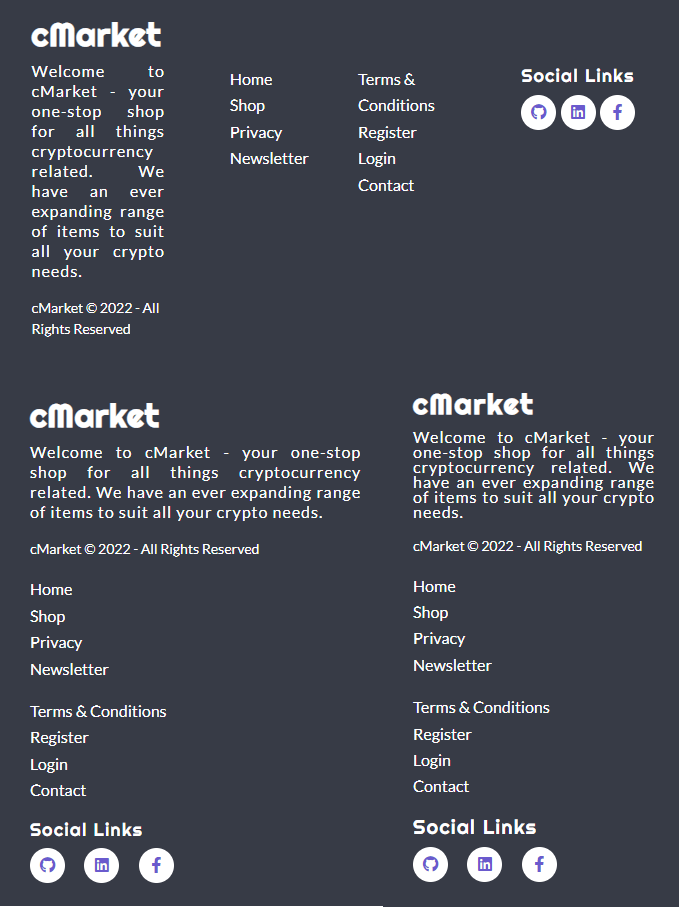 cMarket
Welcome to
cMarket - your
one-stop shop
for all things
cryptocurrency
related. We
have an ever
expanding range
of items to suit
all your crypto
needs.
cMarket © 2022 - All
Rights Reserved
Home
Shop
Privacy
Newsletter
Terms &
Conditions
Register
Login
Contact
Social Links
cMarket
Welcome to cMarket - your one-stop
shop for all things cryptocurrency
related. We have an ever expanding range
of items to suit all your crypto needs.
cMarket © 2022 - All Rights Reserved
Home
Shop
Privacy
Newsletter
Terms & Conditions
Register
Login
Contact
Social Links
cMarket
Welcome to cMarket - your
one-stop shop for all things
cryptocurrency related. We
have an ever expanding range
of items to suit all your crypto
needs.
cMarket © 2022 - All Rights Reserved
Home
Shop
Privacy
Newsletter
Terms & Conditions
Register
Login
Contact
Social Links